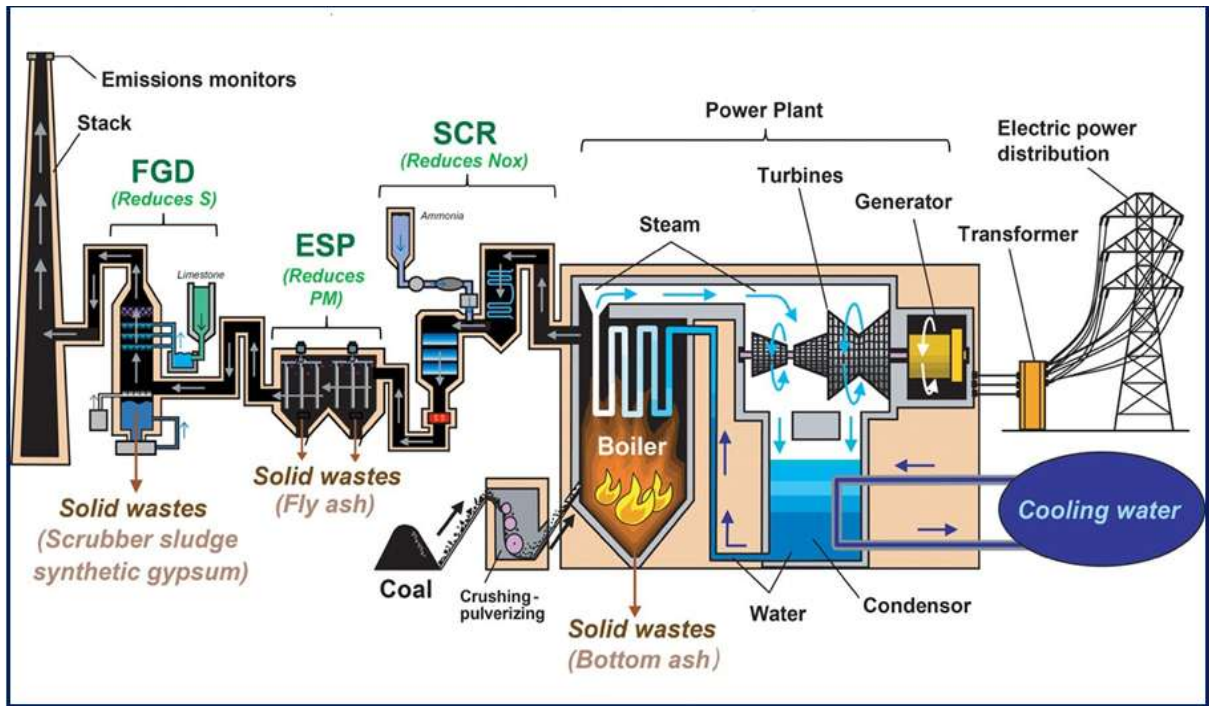 Emissions monitors
Stack
FGD
(Reduces S)
Limestone
ESP
(Reduces
PM)
SCR
(Reduces Nox)
Ammonia
Power Plant
Steam
Turbines
Generator
Electric power
distribution
Transformer
Boiler
Solid wastes
(Scrubber sludge
synthetic gypsum)
Solid wastes
(Fly ash)
Coal
Crushing-
pulverizing
Solid wastes
(Bottom ash)
Water
Condensor
Cooling water